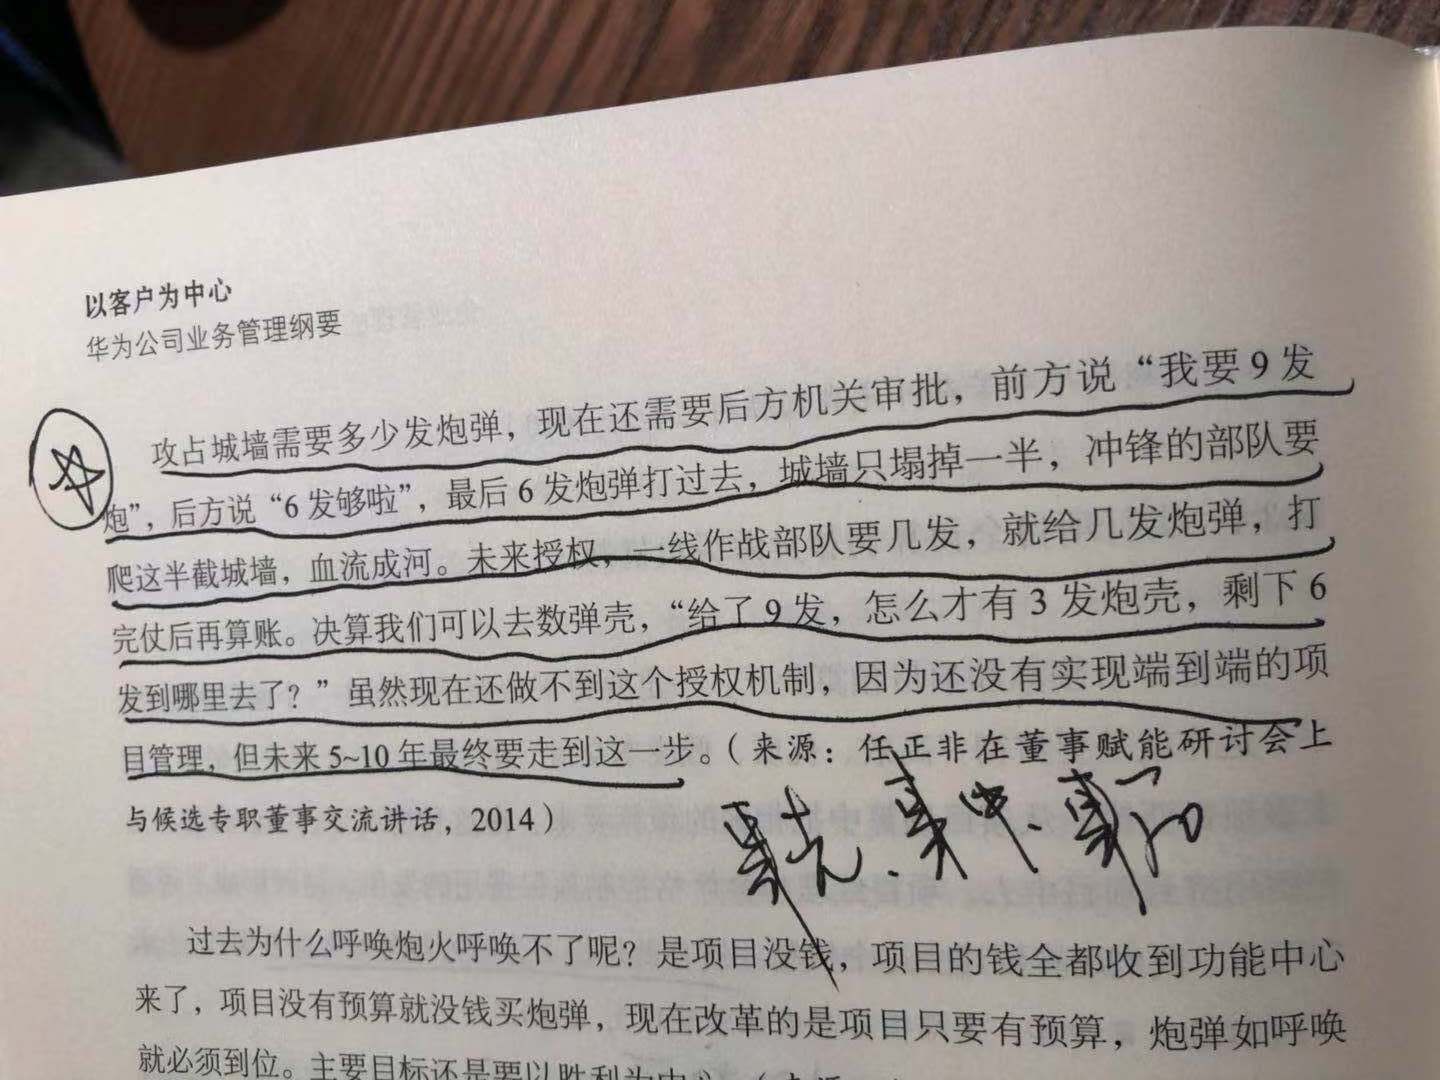 以客户为中心
华为公司业务管理纲要
攻占城墙需要多少发炮弹，现在还需要后方机关审批，前方说“我要9发
炮”，后方说“6发够啦”，最后6发炮弹打过去，城墙只塌掉一半，冲锋的部队要
爬这半截城墙，血流成河。未来授权，一线作战部队要几发，就给几发炮弹，打
完仗后再算账。决算我们可以去数弹壳，“给了9发，怎么才有3发炮壳，剩下6
发到哪里去了？”虽然现在还做不到这个授权机制，因为还没有实现端到端的项
目管理，但未来5~10年最终要走到这一步。（来源：任正非在董事赋能研讨会上
与候选专职董事交流讲话，2014）
事先、事中、事后
过去为什么呼唤炮火呼唤不了呢？是项目没钱，项目的钱全都收到功能中心
来了，项目没有预算就没钱买炮弹，现在改革的是项目只要有预算，炮弹如呼唤
就必须到位。主要目标还是要以胜利为中心